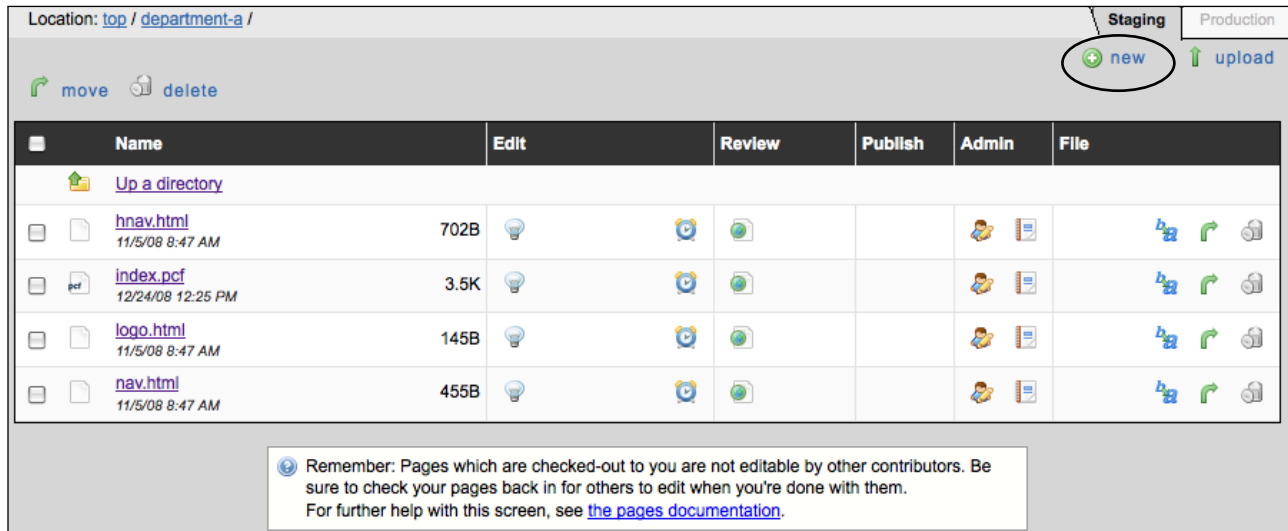 Location: top / department-a /
Staging
Production
new
upload
move
delete
Name Edit Review Publish Admin File
Up a directory
hnav.html 702B
11/5/08 8:47 AM
pcf index.pcf 3.5K
12/24/08 12:25 PM
logo.html 145B
11/5/08 8:47 AM
nav.html 455B
11/5/08 8:47 AM
Remember: Pages which are checked-out to you are not editable by other contributors. Be
sure to check your pages back in for others to edit when you're done with them.
For further help with this screen, see the pages documentation.